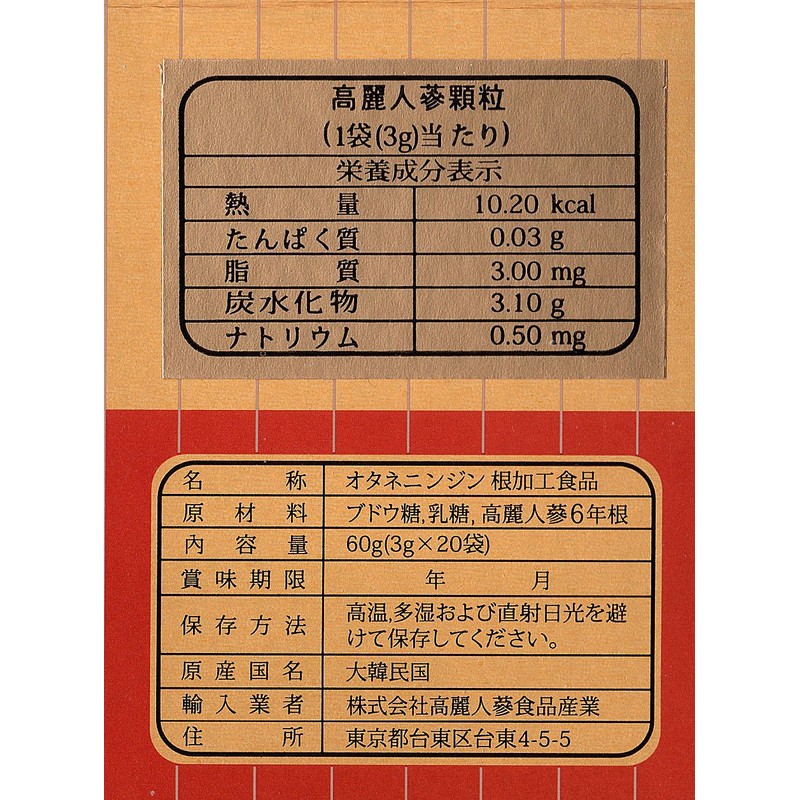 高麗人蔘顆粒
(1袋(3g)当たり)
栄養成分表示
熱量 10.20 kcal
たんぱく質 0.03 g
脂質 3.00 mg
炭水化物 3.10 g
ナトリウム 0.50 mg
名称 オタネニンジン 根加工食品
原材料 ブドウ糖,乳糖,高麗人蔘6年根
内容量 60g(3g×20袋)
賞味期限 年 月
保存方法 高温,多湿および直射日光を避
けて保存してください。
原産国名 大韓民国
輸入業者 株式会社高麗人蔘食品産業
住所 東京都台東区台東4-5-5